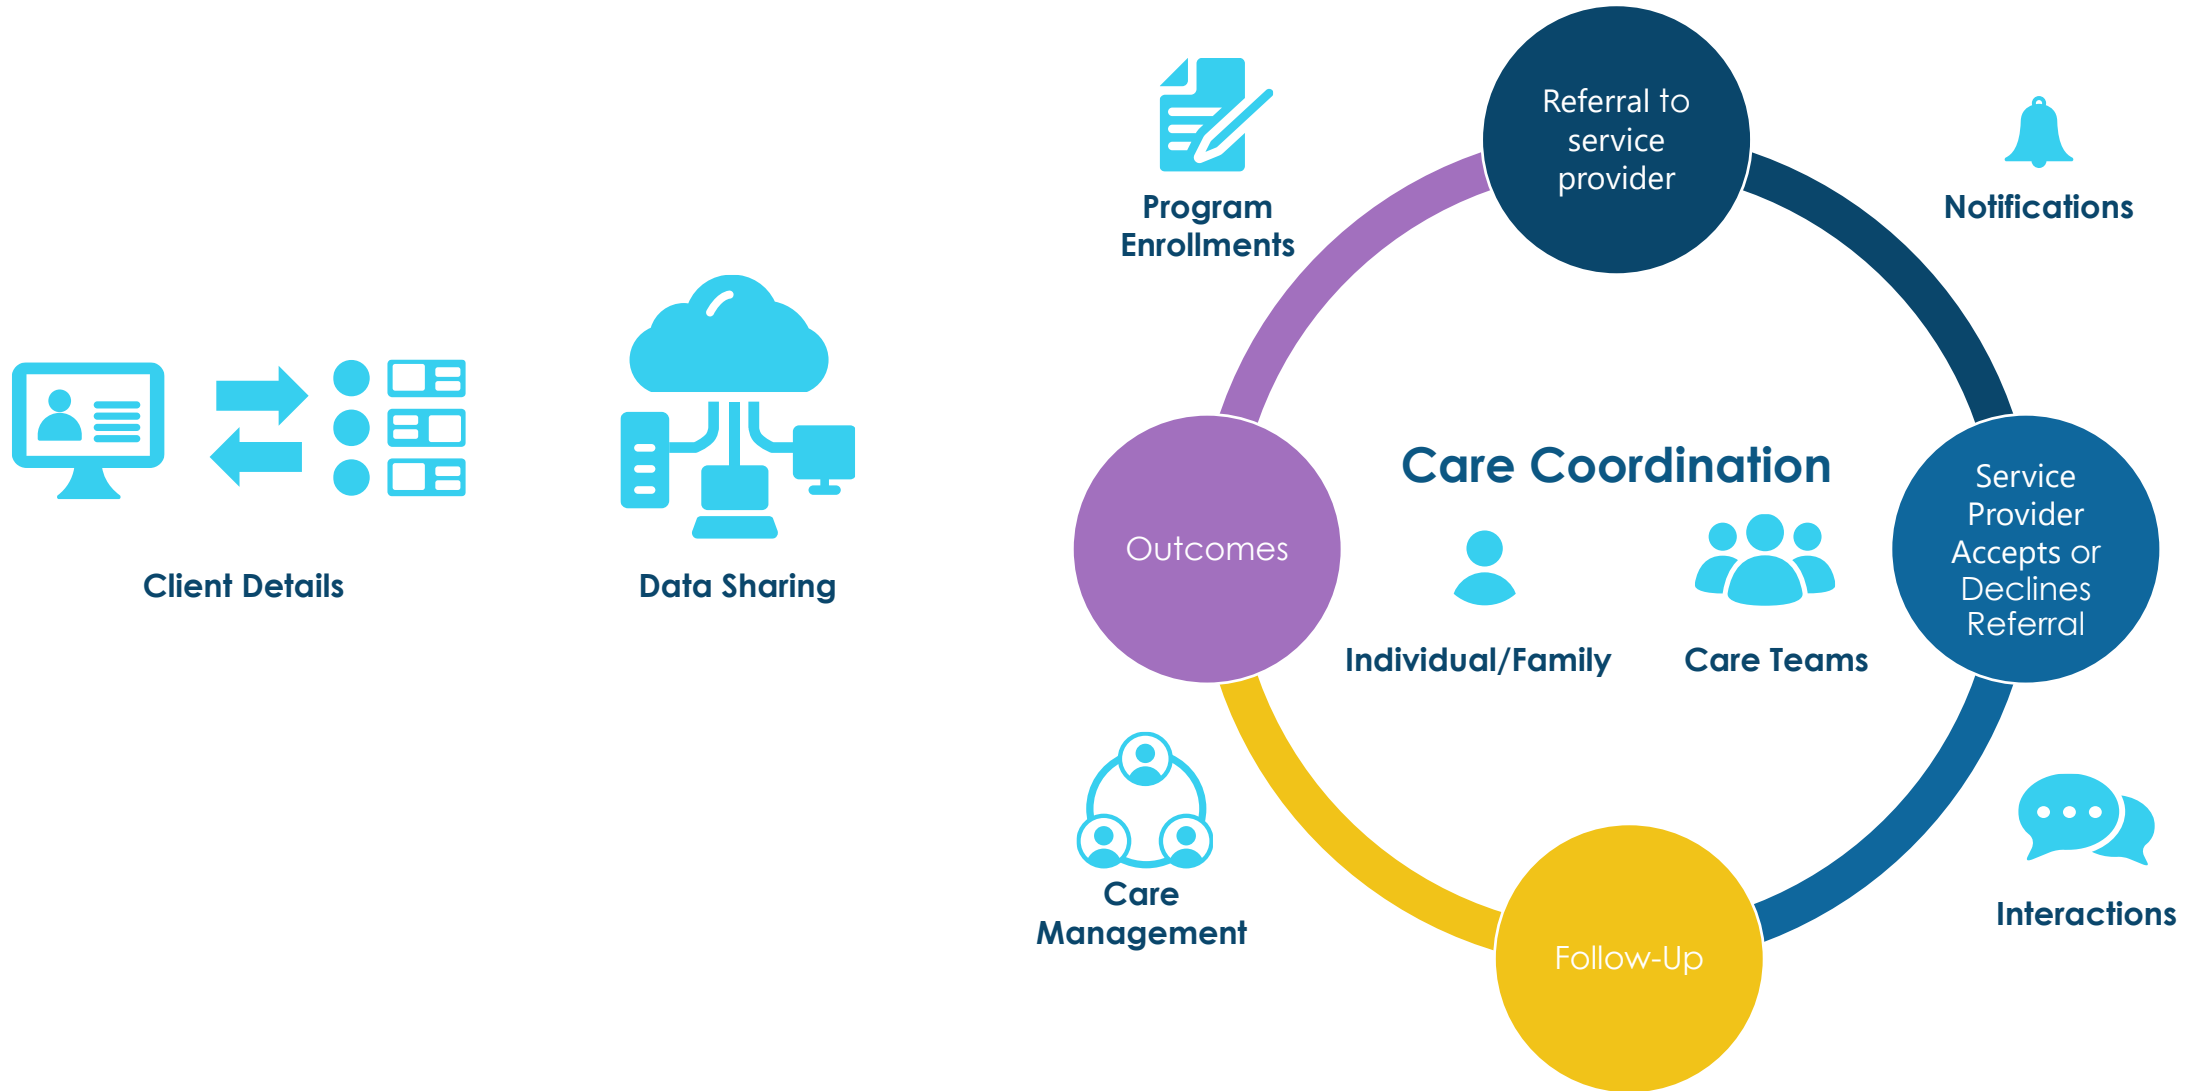 Client Details
Data Sharing
Program
Enrollments
Referral to
service
provider
Notifications
Care Coordination
Individual/Family
Care Teams
Outcomes
Service
Provider
Accepts or
Declines
Referral
Care
Management
Follow-Up
Interactions